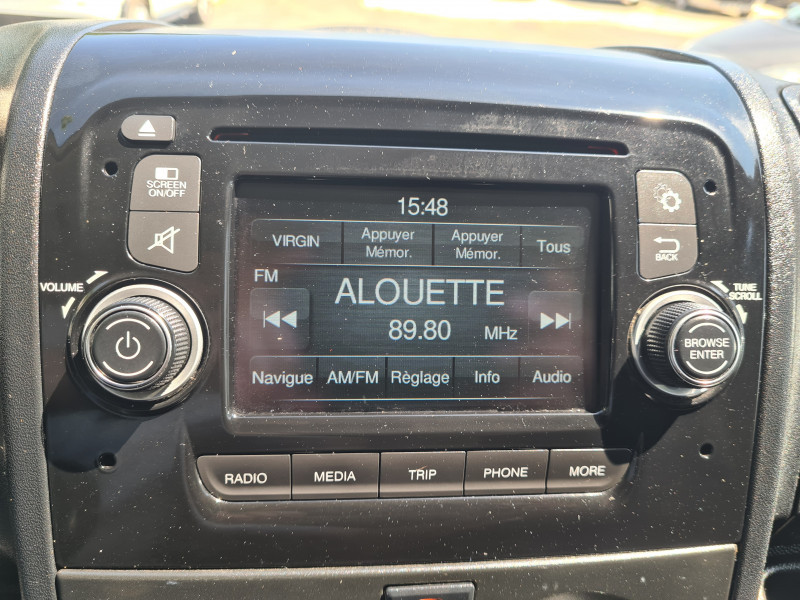 SCREEN
ON/OFF
15:48
VIRGIN
Appuyer
Mémor.
Appuyer
Mémor.
Tous
BACK
FM
VOLUME
ALOUETTE
TUNE
SCROLL
89.80 MHz
BROWSE
ENTER
Navigue AM/FM Règlage Info Audio
RADIO MEDIA TRIP PHONE MORE